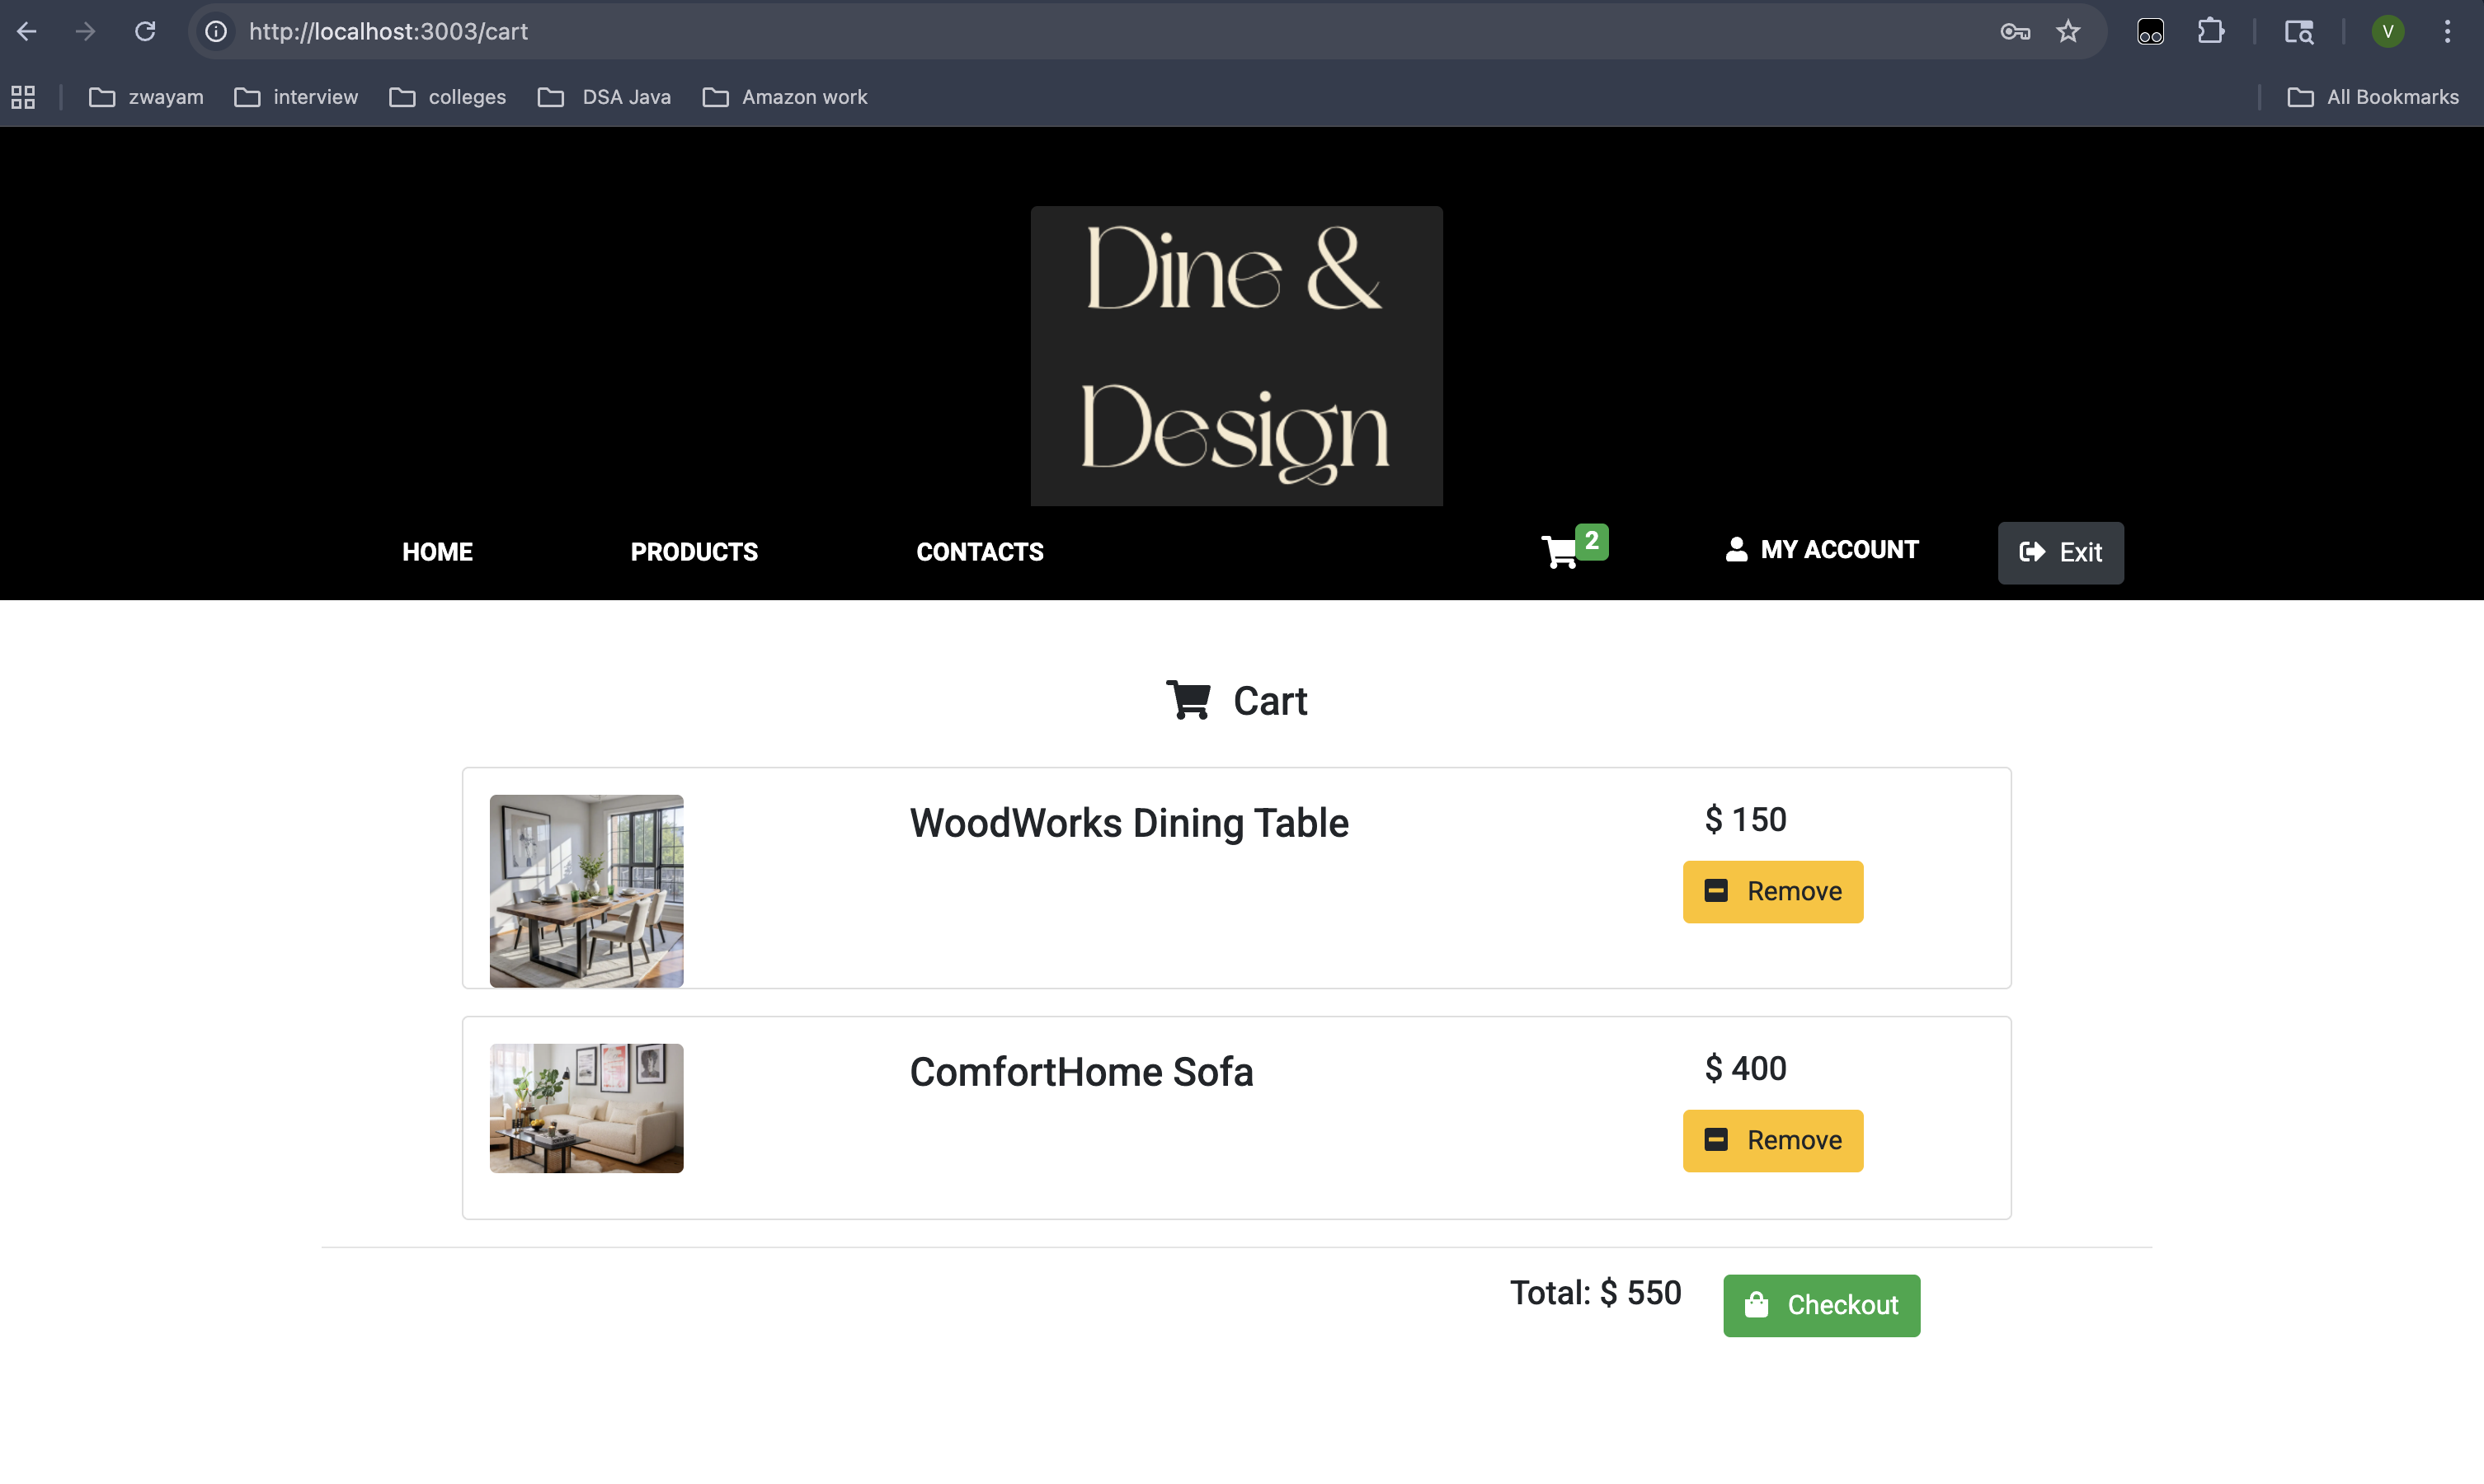 http://localhost:3003/cart
V
zwayam
interview
colleges
DSA Java
Amazon work
All Bookmarks
Dine &
Design
HOME
PRODUCTS
CONTACTS
2
MY ACCOUNT
Exit
Cart
WoodWorks Dining Table
$ 150
Remove
ComfortHome Sofa
$ 400
Remove
Total: $ 550
Checkout